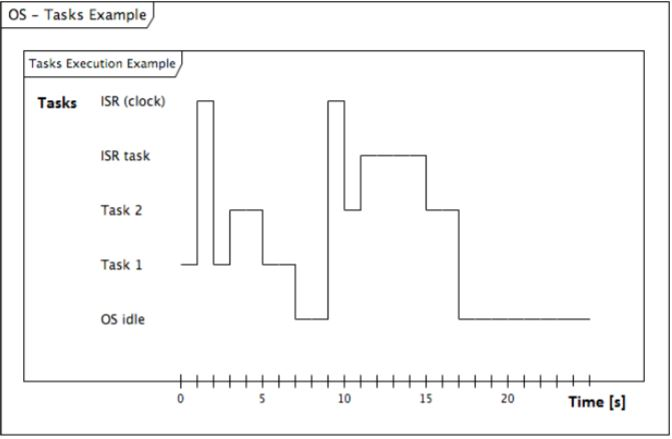 OS – Tasks Example
Tasks Execution Example
Tasks
ISR (clock)
ISR task
Task 2
Task 1
OS idle
0 5 10 15 20
Time [s]